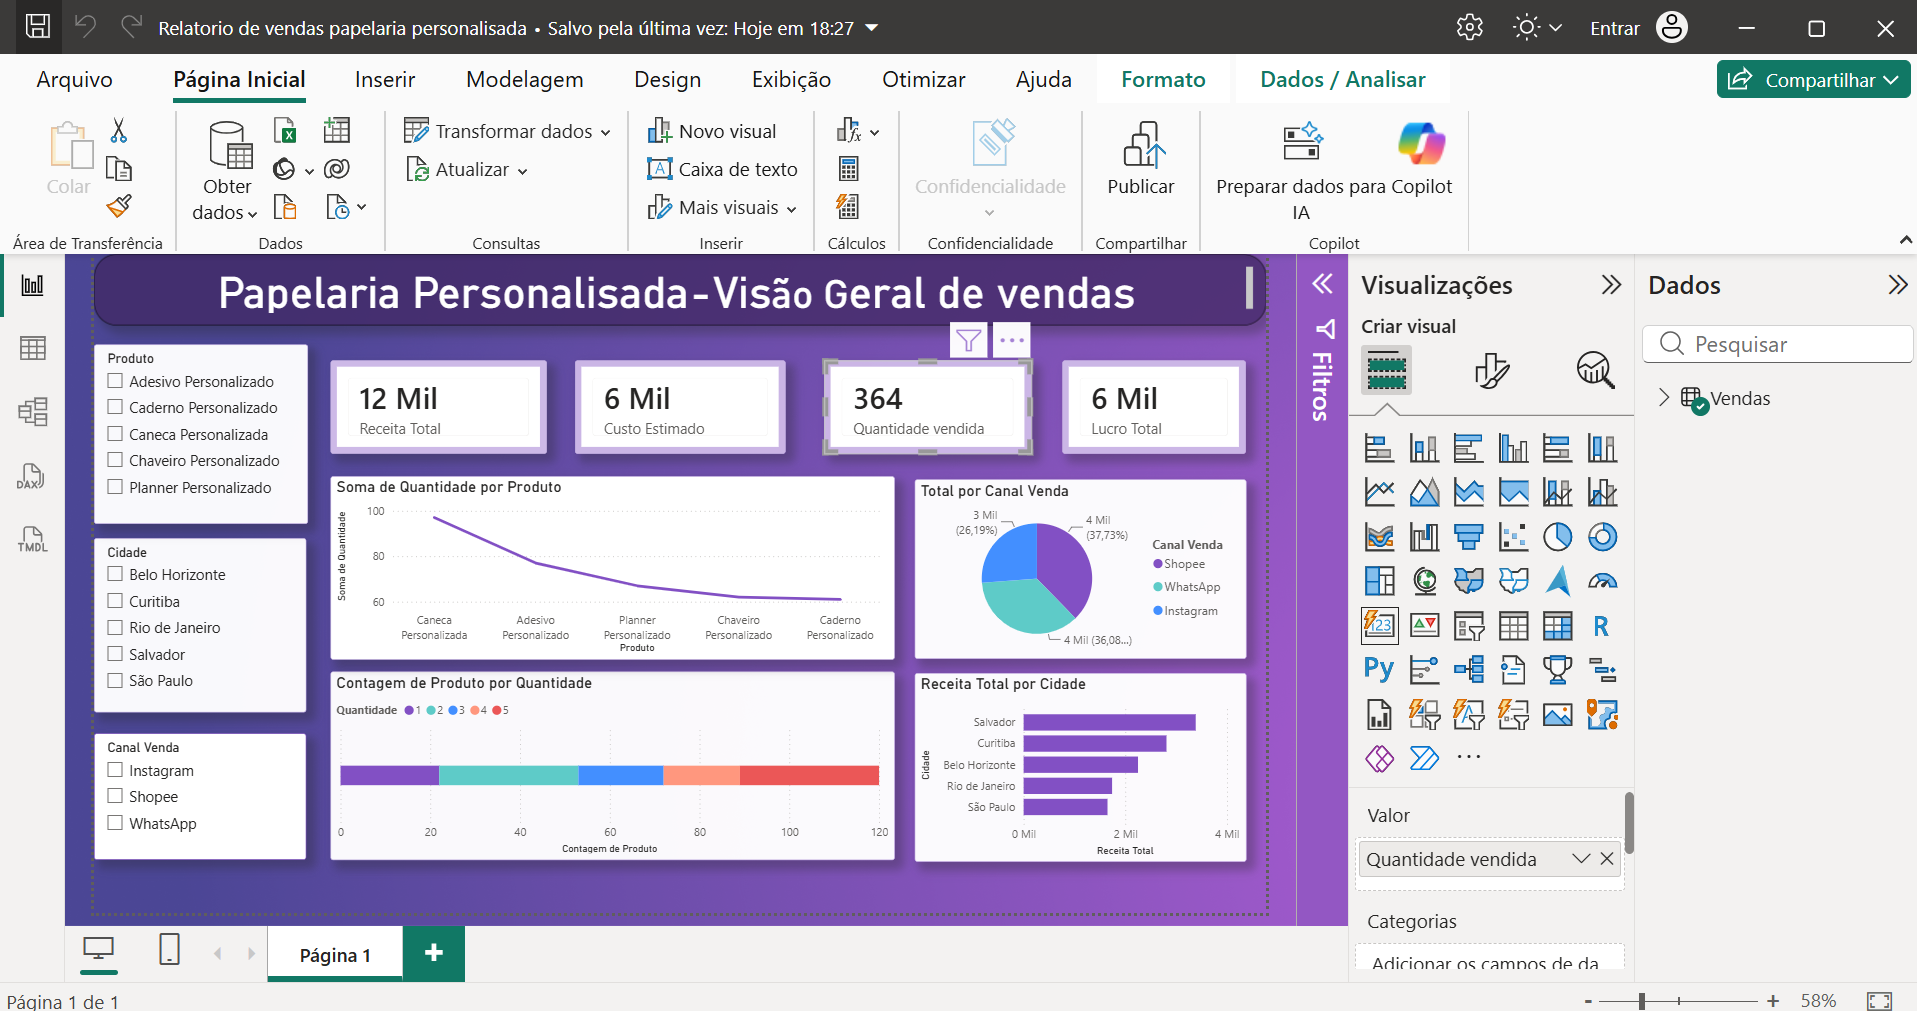 Relatorio de vendas papelaria personalisada • Salvo pela última vez: Hoje em 18:27
Entrar
Arquivo
Página Inicial
Inserir
Modelagem
Design
Exibição
Otimizar
Ajuda
Formato
Dados / Analisar
Compartilhar
Colar
Área de Transferência
Obter dados
Dados
Transformar dados
Atualizar
Consultas
Novo visual
Caixa de texto
Mais visuais
Inserir
Cálculos
Confidencialidade
Confidencialidade
Publicar
Compartilhar
Preparar dados para IA
Copilot
Copilot
DAX
TMDL
Papelaria Personalisada-Visão Geral de vendas
Produto
Adesivo Personalizado
Caderno Personalizado
Caneca Personalizada
Chaveiro Personalizado
Planner Personalizado
Cidade
Belo Horizonte
Curitiba
Rio de Janeiro
Salvador
São Paulo
Canal Venda
Instagram
Shopee
WhatsApp
12 Mil
Receita Total
6 Mil
Custo Estimado
364
Quantidade vendida
6 Mil
Lucro Total
Soma de Quantidade por Produto
Soma de Quantidade
100
80
60
Caneca Personalizada
Adesivo Personalizado
Planner Personalizado
Chaveiro Personalizado
Caderno Personalizado
Produto
Total por Canal Venda
3 Mil (26,19%)
4 Mil (37,73%)
4 Mil (36,08...)
Canal Venda
Shopee
WhatsApp
Instagram
Contagem de Produto por Quantidade
Quantidade 1 2 3 4 5
0 20 40 60 80 100 120
Contagem de Produto
Receita Total por Cidade
Cidade
Salvador
Curitiba
Belo Horizonte
Rio de Janeiro
São Paulo
0 Mil 2 Mil 4 Mil
Receita Total
Filtros
Visualizações
Criar visual
123
R
Py
Valor
Quantidade vendida
Categorias
Adicionar os campos de da
Dados
Pesquisar
Vendas
Página 1
Página 1 de 1
- + 58%